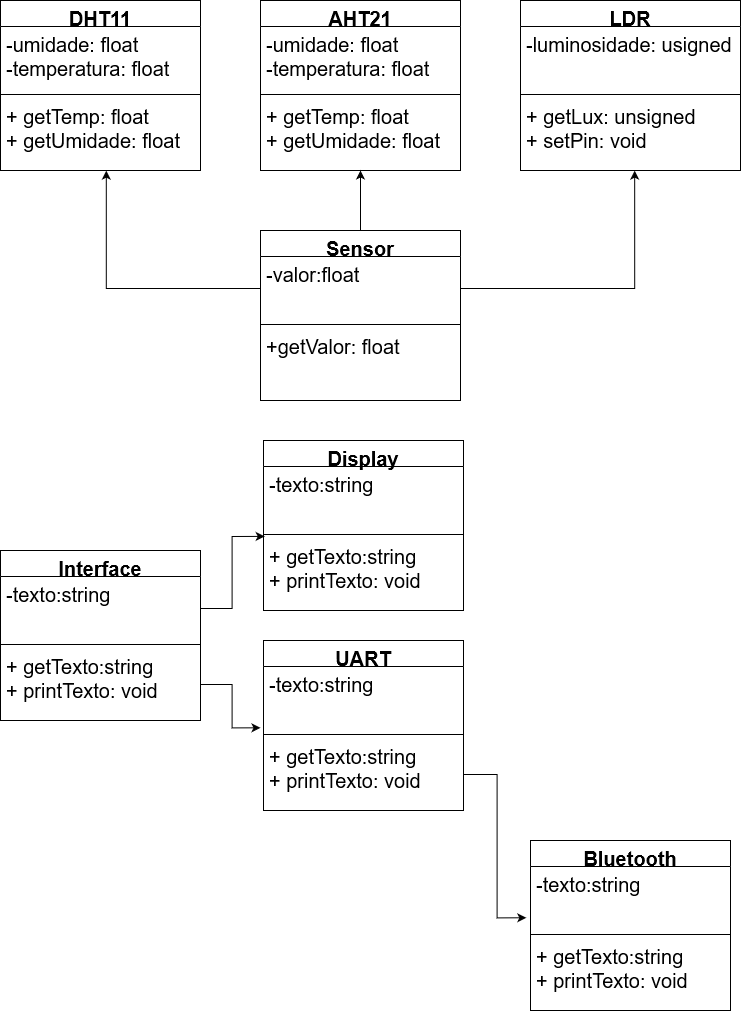 DHT11
-umidade: float
-temperatura: float
+ getTemp: float
+ getUmidade: float
AHT21
-umidade: float
-temperatura: float
+ getTemp: float
+ getUmidade: float
LDR
-luminosidade: usigned
+ getLux: unsigned
+ setPin: void
Sensor
-valor:float
+getValor: float
Display
-texto:string
+ getTexto:string
+ printTexto: void
Interface
-texto:string
+ getTexto:string
+ printTexto: void
UART
-texto:string
+ getTexto:string
+ printTexto: void
Bluetooth
-texto:string
+ getTexto:string
+ printTexto: void